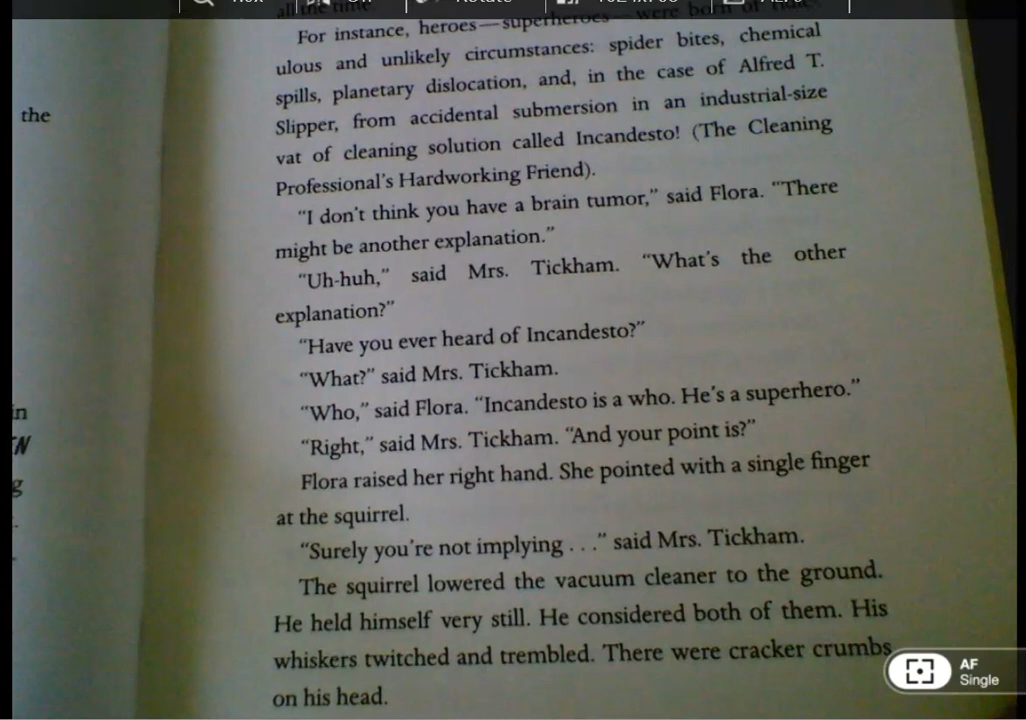 all the time.
For instance, heroes—superheroes—were born of
ulous and unlikely circumstances: spider bites, chemical
spills, planetary dislocation, and, in the case of Alfred T.
Slipper, from accidental submersion in an industrial-size
vat of cleaning solution called Incandesto! (The Cleaning
Professional's Hardworking Friend).
"I don't think you have a brain tumor," said Flora. "There
might be another explanation."
"Uh-huh," said Mrs. Tickham. "What's the other
explanation?"
"Have you ever heard of Incandesto?"
"What?" said Mrs. Tickham.
"Who," said Flora. "Incandesto is a who. He's a superhero."
"Right," said Mrs. Tickham. "And your point is?"
Flora raised her right hand. She pointed with a single finger
at the squirrel.
"Surely you're not implying . . ." said Mrs. Tickham.
The squirrel lowered the vacuum cleaner to the ground.
He held himself very still. He considered both of them. His
whiskers twitched and trembled. There were cracker crumbs
on his head.
the
in
g
Rotate
AF
Single